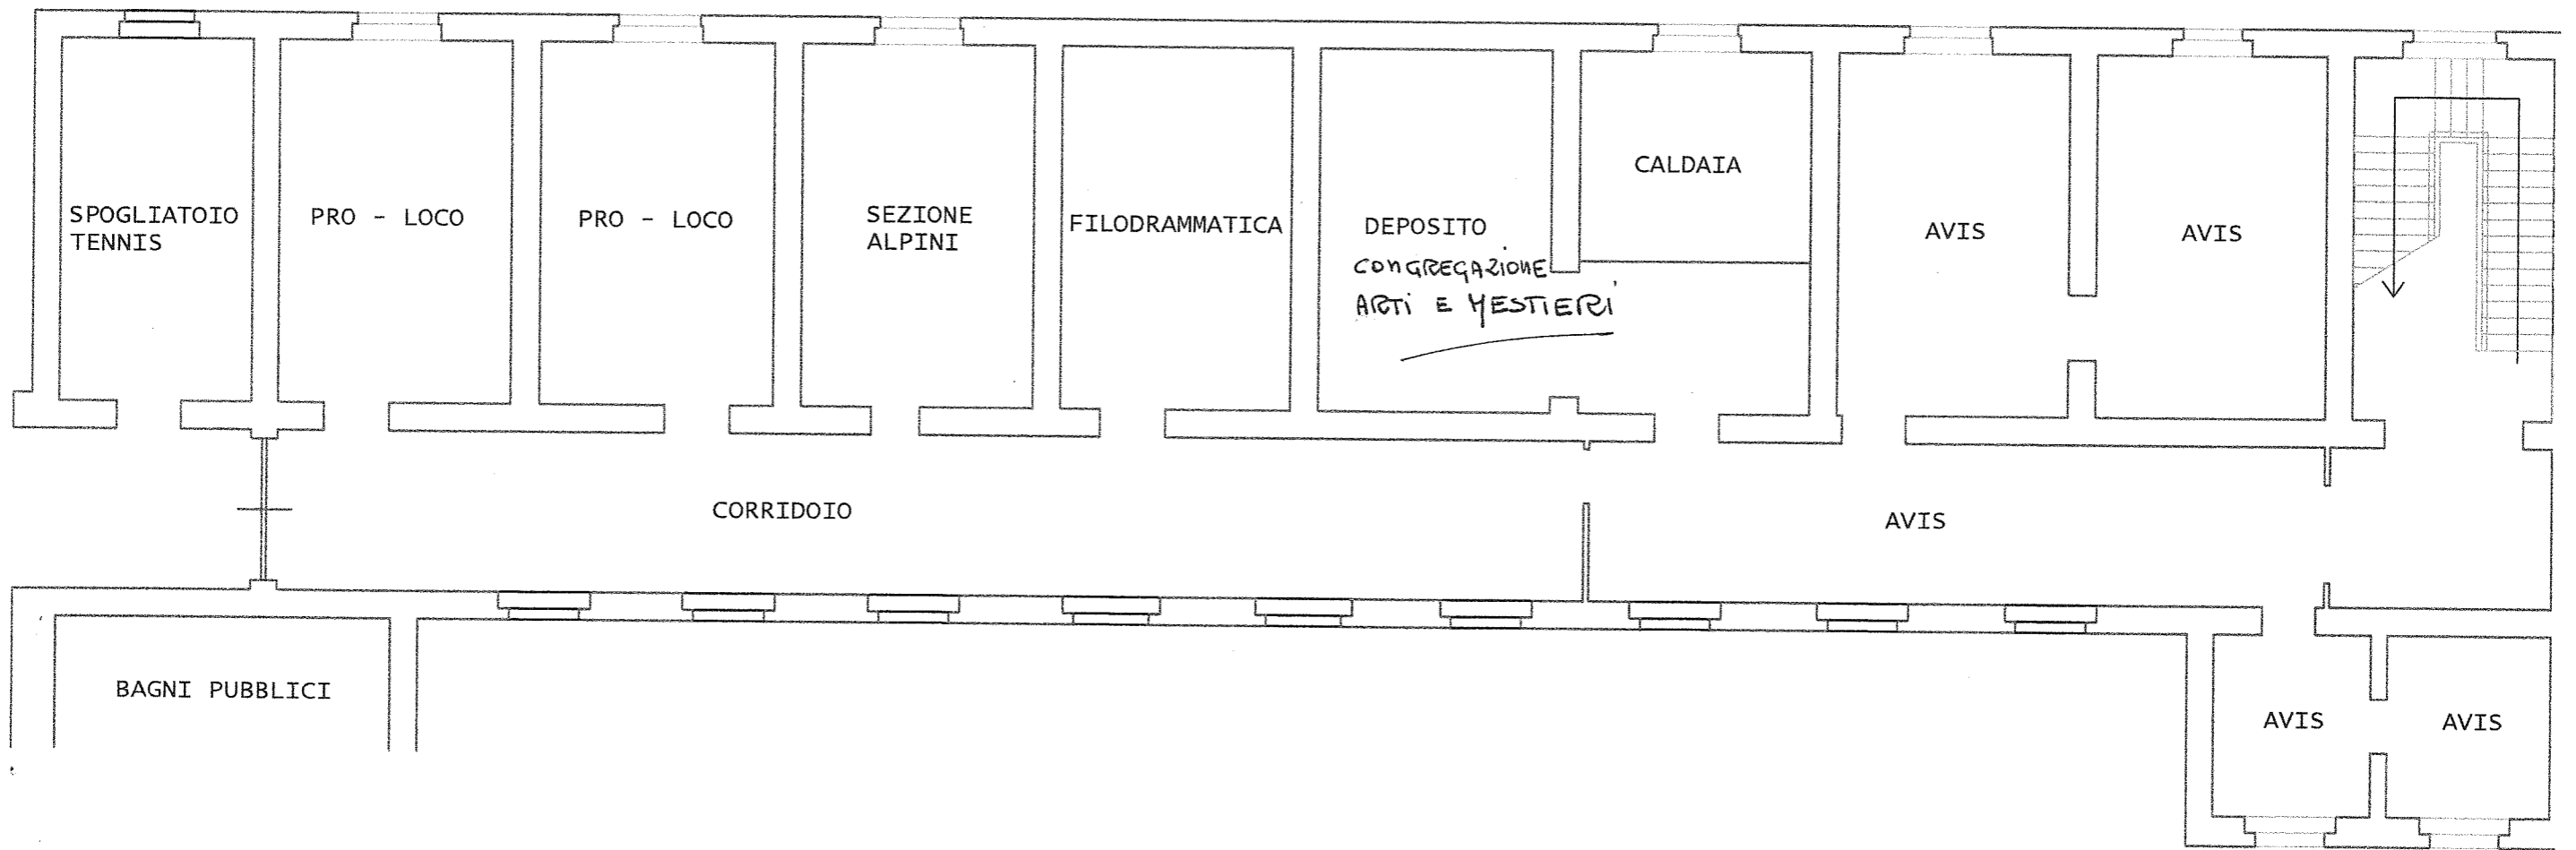 SPOGLIATOIO
TENNIS
PRO - LOCO
PRO - LOCO
SEZIONE
ALPINI
FILODRAMMATICA
DEPOSITO
CONGREGAZIONE
ARTI E MESTIERI
CALDAIA
AVIS
AVIS
CORRIDOIO
AVIS
BAGNI PUBBLICI
AVIS
AVIS